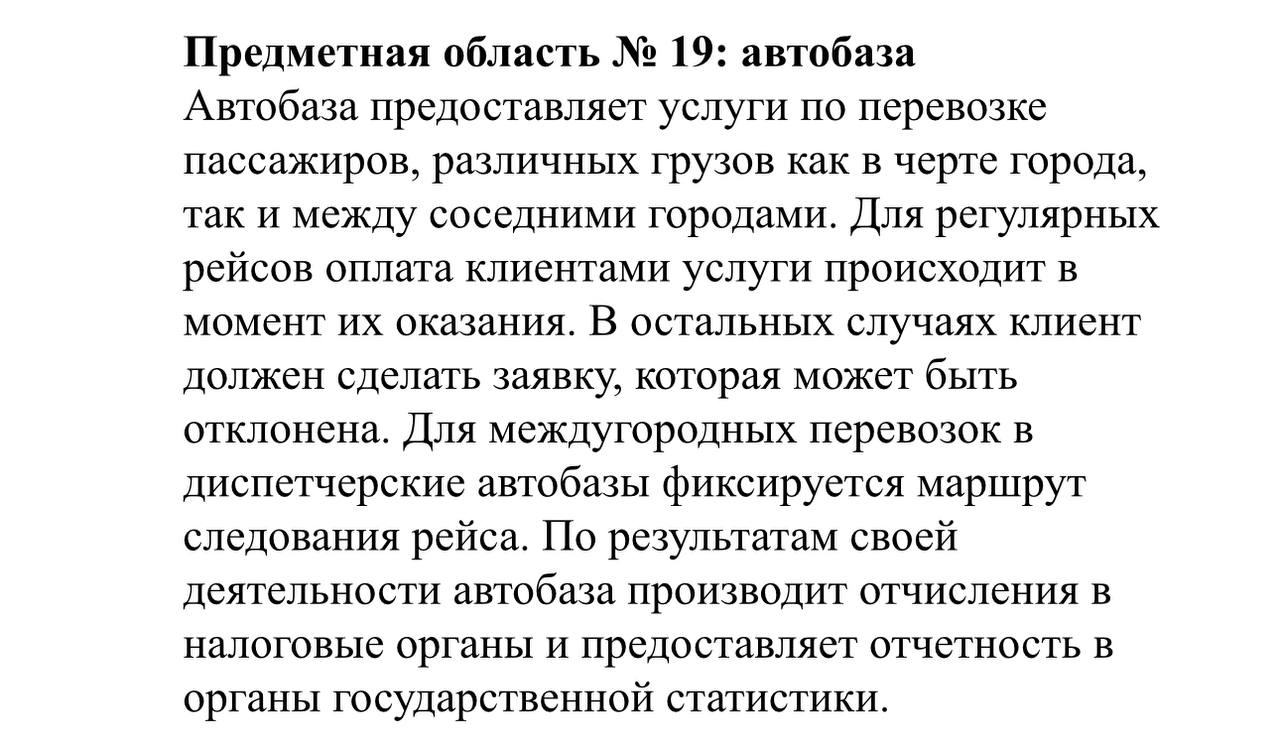 Предметная область № 19: автобаза
Автобаза предоставляет услуги по перевозке
пассажиров, различных грузов как в черте города,
так и между соседними городами. Для регулярных
рейсов оплата клиентами услуги происходит в
момент их оказания. В остальных случаях клиент
должен сделать заявку, которая может быть
отклонена. Для междугородных перевозок в
диспетчерские автобазы фиксируется маршрут
следования рейса. По результатам своей
деятельности автобаза производит отчисления в
налоговые органы и предоставляет отчетность в
органы государственной статистики.